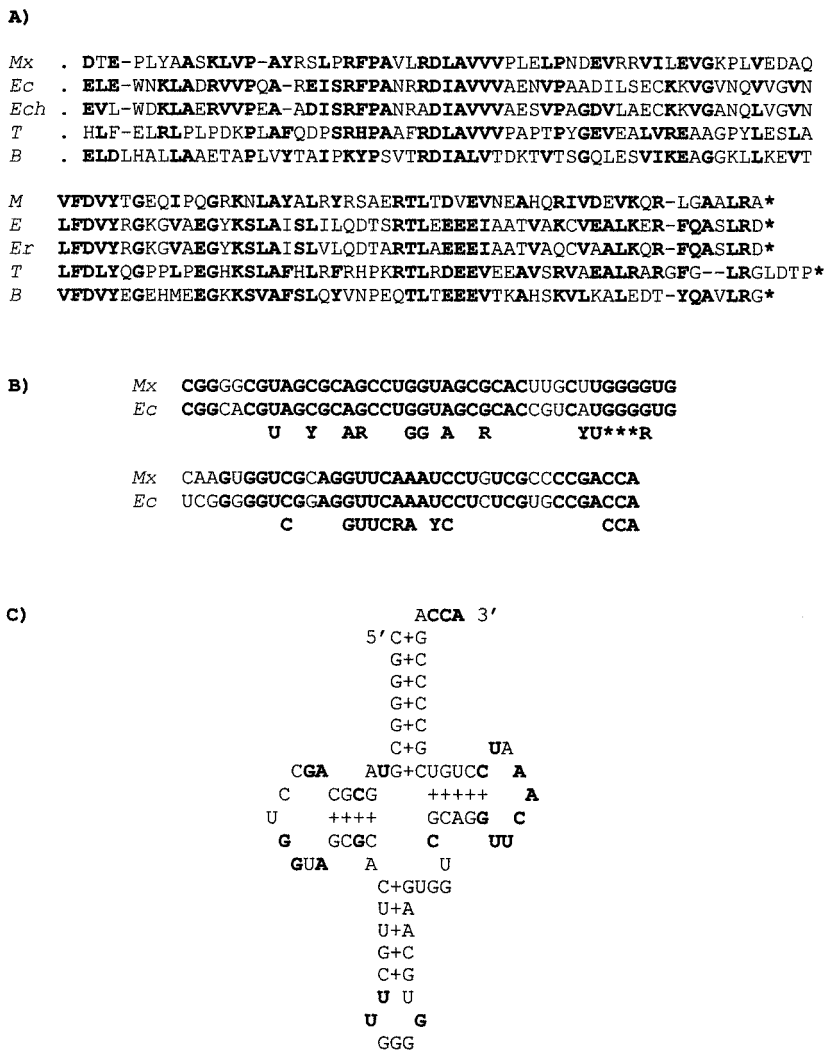 A)
Mx . DTE-PLYAASKLVP-AYRSLPRFPAVLRDLAVVVPLELPNDEVRRVILEVGKPLVEDAQ
Ec . ELE-WNKLADRVVPQA-REISRFPANRRDIAVVVAENVPAADILSECKKVGVNQVVGVN
Ech . EVL-WDKLAERVVPEA-ADISRFPANRADIAVVVAESVPAGDVLAECKKVGANQLVGVN
T . HLF-ELRLPLPDKPLAFQDPSRHPAAFRDLAVVVPAPTPYGEVEALVREAAGPYLESLA
B . ELDLHALLAAETAPLVYTAIPKYPSVTRDIALVTDKTVTSGQLESVIKEAGGKLLKEVT
M VFDVYTGEQIPQGRKNLAYALRYRSAERTLTDVEVNEAHQRIVDEVKQR-LGAALRA*
E LFDVYRGKGVAEGYKSLAISLILQDTSRTLEEEEIAATVAKCVEALKER-FQASLRD*
Er LFDVYRGKGVAEGYKSLAISLVLQDTARTLAEEEIAATVAQCVAALKQR-FQASLRD*
T LFDLYQGPPLPEGHKSLAFHLRFRHPKRTLRDEEVEEAVSRVAEALRARGFG--LRGLDTP*
B VFDVYEGEHMEEGKKSVAFSLQYVNPEQTLTEEEVTKAHSKVLKALEDT-YQAVLRG*
B) Mx CGGGGCGUAGCGCAGCCUGGUAGCGCACUUGCUUGGGGUG
Ec CGGCACGUAGCGCAGCCUGGUAGCGCACCGUCAUGGGGUG
U Y AR GG A R YU***R
Mx CAAGUGGUCGCAGGUUCAAAUCCUGUCGCCCCGACCA
Ec UCGGGGGUCGGAGGUUCAAAUCCUCUCGUGCCGACCA
C GUUCRA YC CCA
C) ACCA 3'
5' C+G
G+C
G+C
G+C
G+C
C+G UA
CGA AUG+CUGUCC A
C CGCG +++++ A
U ++++ GCAGG C
G GCGC C UU
GUA A U
C+GUGG
U+A
U+A
G+C
C+G
U U
U G
GGG